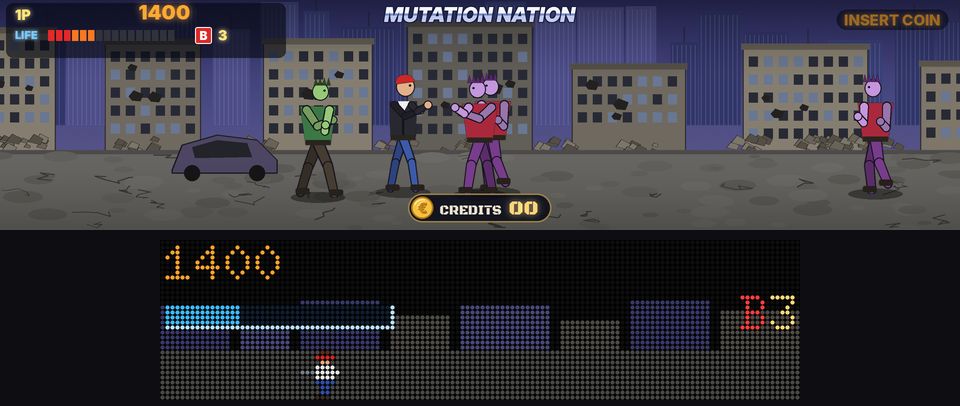 1P
1400
LIFE
B 3
MUTATION NATION
INSERT COIN
€ CREDITS 00
1400
B3